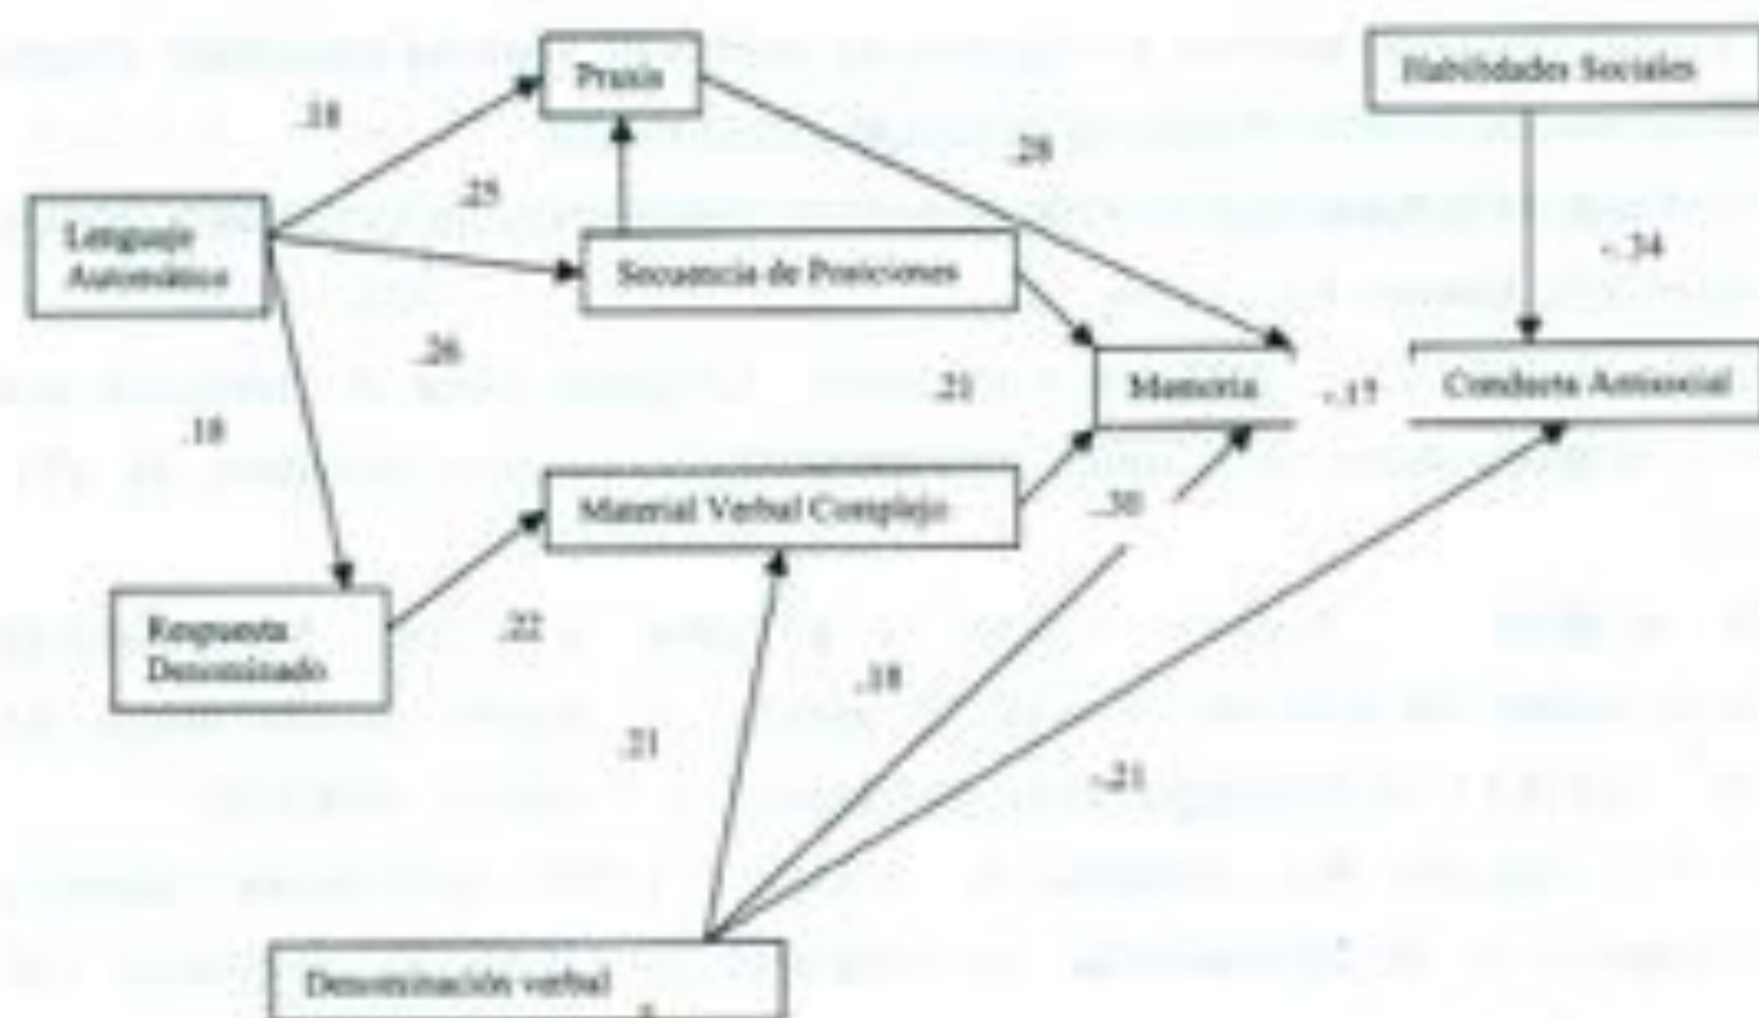 Praxis
Habilidades Sociales
.18
.28
.25
Lenguaje
Automático
Secuencia de Posiciones
-.34
.26
.21
Memoria
-.17
Conducta Antisocial
.18
Material Verbal Complejo
.30
Respuesta
Denominado
.22
.18
.21
-.21
Denominación verbal